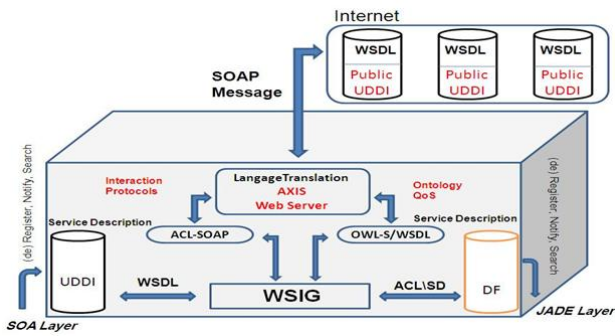 Internet
WSDL
Public
UDDI
WSDL
Public
UDDI
WSDL
Public
UDDI
SOAP
Message
Interaction
Protocols
LangageTranslation
AXIS
Web Server
Ontology
QoS
(de) Register, Notify, Search
Service Description
ACL-SOAP
OWL-S/WSDL
Service Description
(de) Register, Notify,
Search
UDDI
WSDL
WSIG
ACL\SD
DF
SOA Layer
JADE Layer